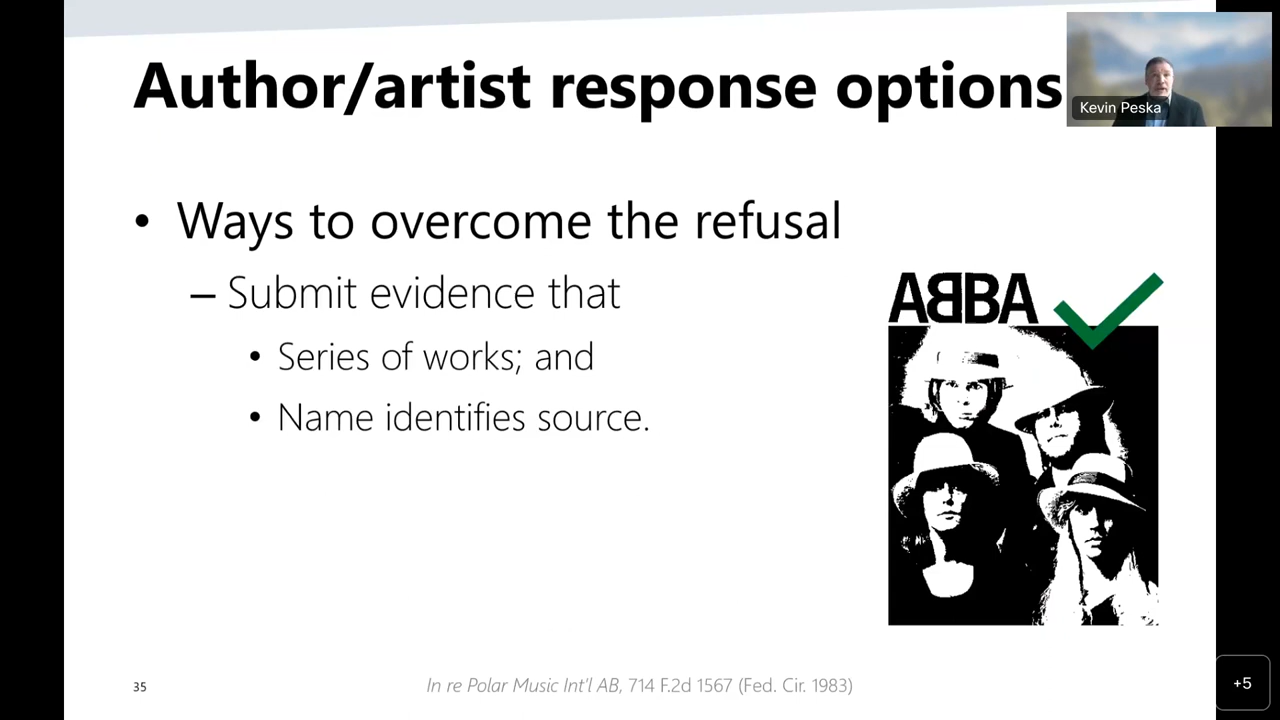 Author/artist response options
Kevin Peska
• Ways to overcome the refusal
– Submit evidence that
• Series of works; and
• Name identifies source.
ABBA
35
In re Polar Music Int'l AB, 714 F.2d 1567 (Fed. Cir. 1983)
+5